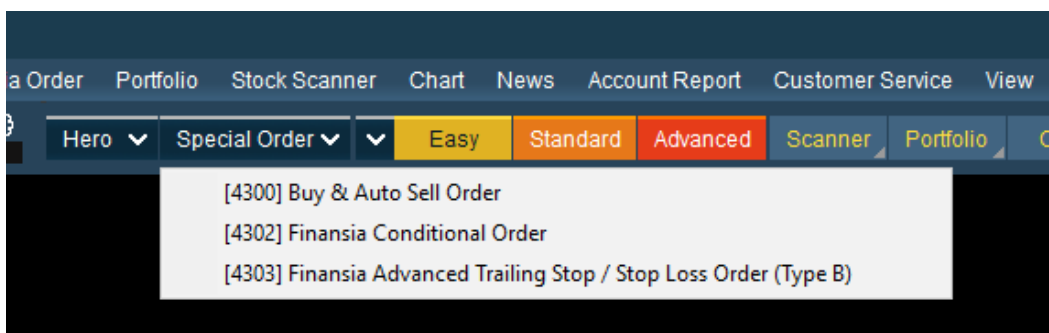 a Order Portfolio Stock Scanner Chart News Account Report Customer Service View
Hero Special Order Easy Standard Advanced Scanner Portfolio
[4300] Buy & Auto Sell Order
[4302] Finansia Conditional Order
[4303] Finansia Advanced Trailing Stop / Stop Loss Order (Type B)